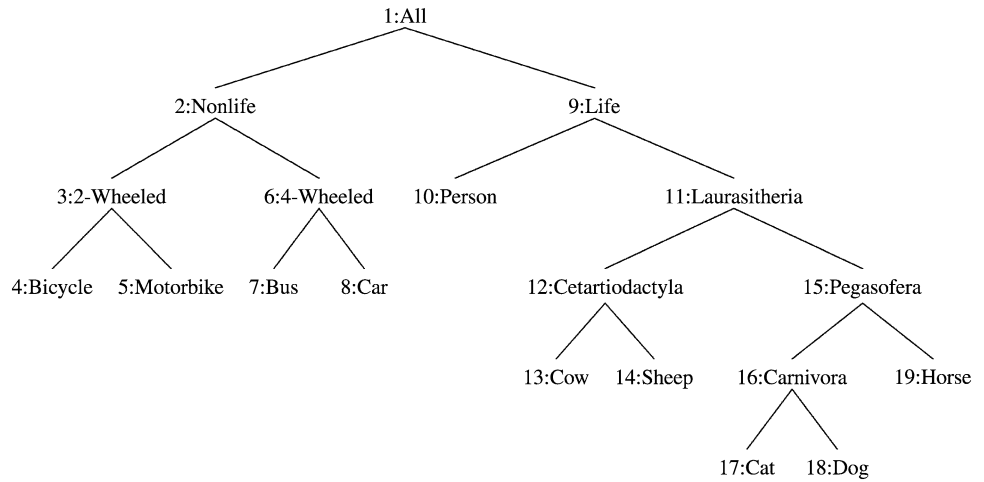 1:All
2:Nonlife 9:Life
3:2-Wheeled 6:4-Wheeled 10:Person 11:Laurasitheria
4:Bicycle 5:Motorbike 7:Bus 8:Car 12:Cetartiodactyla 15:Pegasofera
13:Cow 14:Sheep 16:Carnivora 19:Horse
17:Cat 18:Dog